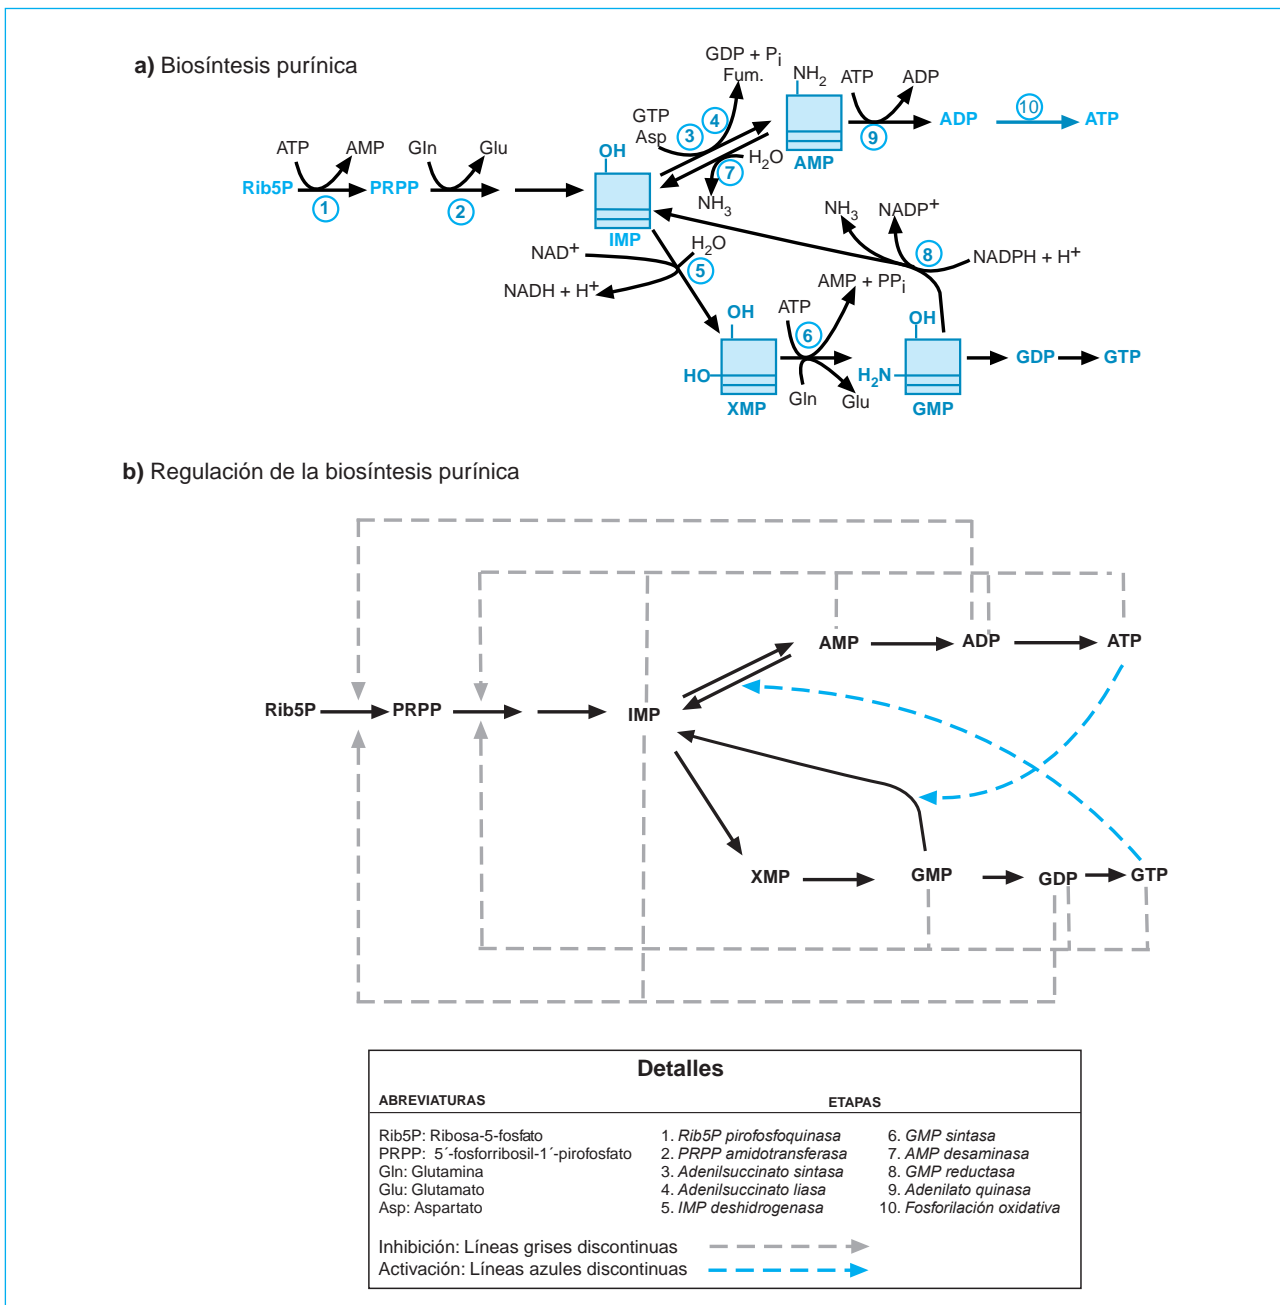 a) Biosíntesis purínica
GDP + Pi
Fum.
NH2
ATP
ADP
GTP
Asp
3
4
9
ADP
10
ATP
OH
7
H2O
AMP
NH3
ATP
AMP
Gln
Glu
Rib5P
PRPP
1
2
IMP
NAD+
H2O
5
NADH + H+
NH3
NADP+
8
NADPH + H+
AMP + PPi
ATP
OH
6
OH
HO
H2N
GDP
GTP
XMP
Gln
Glu
GMP
b) Regulación de la biosíntesis purínica
AMP
ADP
ATP
Rib5P
PRPP
IMP
XMP
GMP
GDP
GTP
Detalles
ABREVIATURAS
Rib5P: Ribosa-5-fosfato
PRPP: 5´-fosforribosil-1´-pirofosfato
Gln: Glutamina
Glu: Glutamato
Asp: Aspartato
ETAPAS
1. Rib5P pirofosfoquinasa
2. PRPP amidotransferasa
3. Adenilsuccinato sintasa
4. Adenilsuccinato liasa
5. IMP deshidrogenasa
6. GMP sintasa
7. AMP desaminasa
8. GMP reductasa
9. Adenilato quinasa
10. Fosforilación oxidativa
Inhibición: Líneas grises discontinuas
Activación: Líneas azules discontinuas